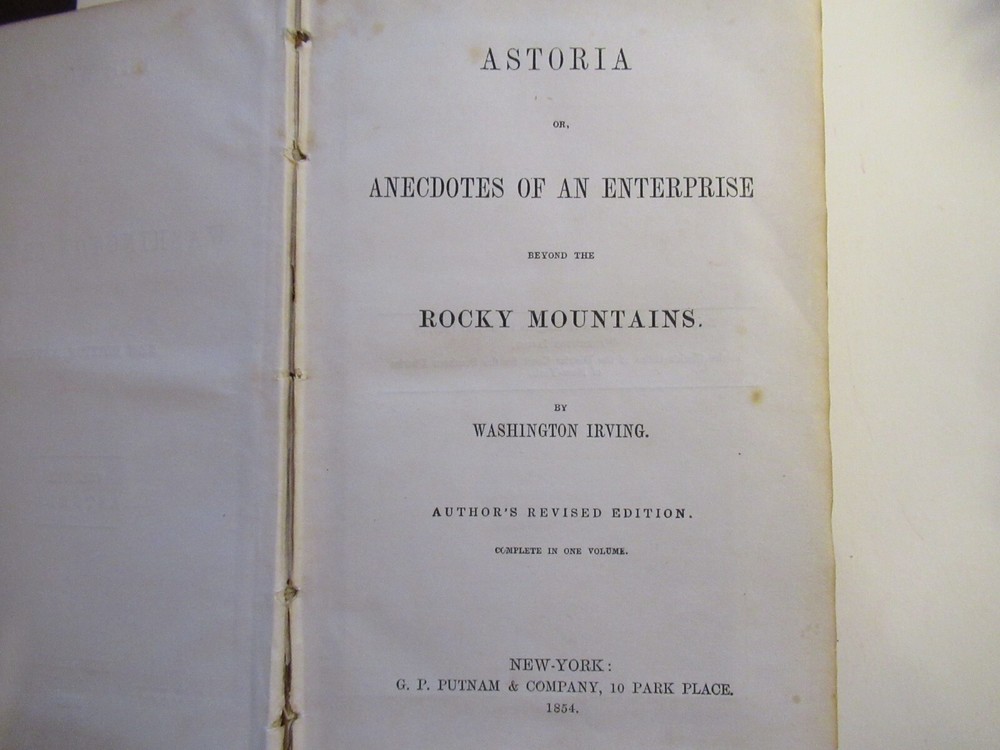 ASTORIA
OR,
ANECDOTES OF AN ENTERPRISE
BEYOND THE
ROCKY MOUNTAINS.
BY
WASHINGTON IRVING.
AUTHOR'S REVISED EDITION.
COMPLETE IN ONE VOLUME.
NEW-YORK:
G. P. PUTNAM & COMPANY, 10 PARK PLACE.
1854.